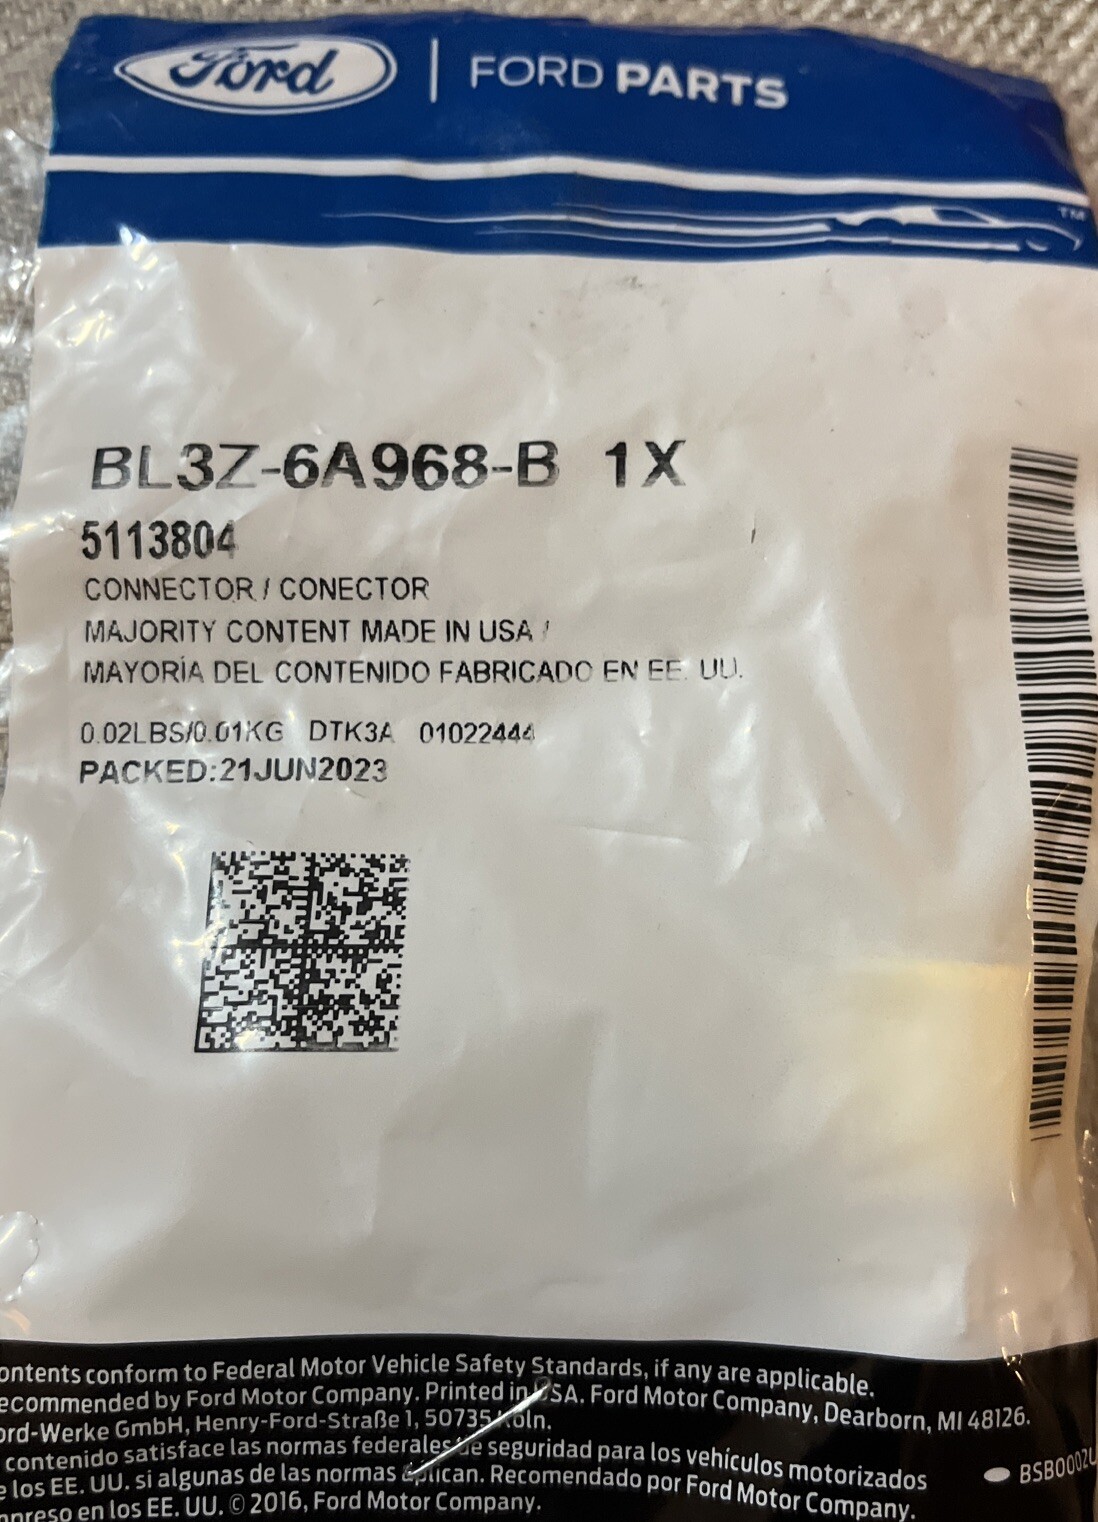 Ford | FORD PARTS
TM
BL3Z-6A968-B 1X
5113804
CONNECTOR / CONECTOR
MAJORITY CONTENT MADE IN USA /
MAYORÍA DEL CONTENIDO FABRICADO EN EE. UU.
0.02LBS/0.01KG DTK3A 01022444
PACKED:21JUN2023
ontents conform to Federal Motor Vehicle Safety Standards, if any are applicable.
ecommended by Ford Motor Company. Printed in USA. Ford Motor Company, Dearborn, MI 48126.
ord-Werke GmbH, Henry-Ford-Straße 1, 50735 Köln.
contenido satisface las normas federales de seguridad para los vehículos motorizados
e los EE. UU. si algunas de las normas aplican. Recomendado por Ford Motor Company.
mpreso en los EE. UU. © 2016, Ford Motor Company.
BSB0002U